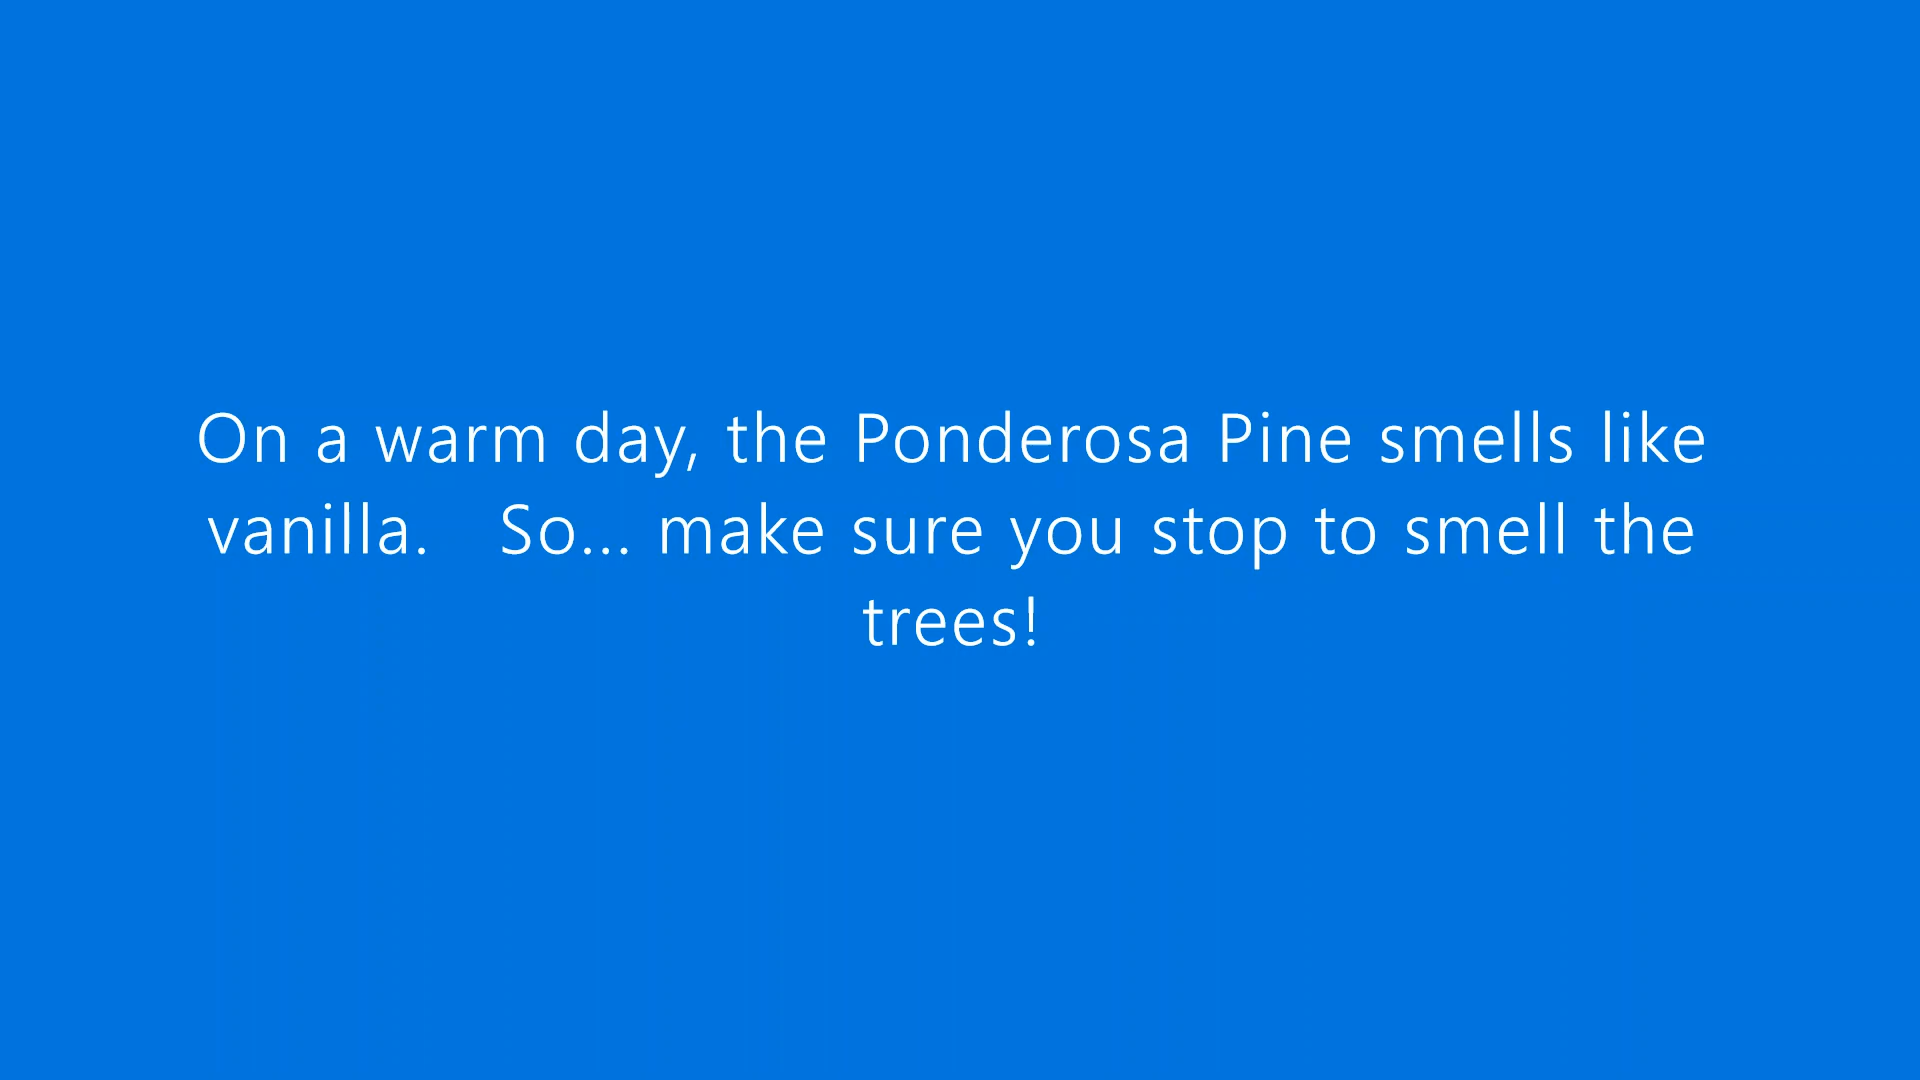 On a warm day, the Ponderosa Pine smells like
vanilla.   So... make sure you stop to smell the
trees!